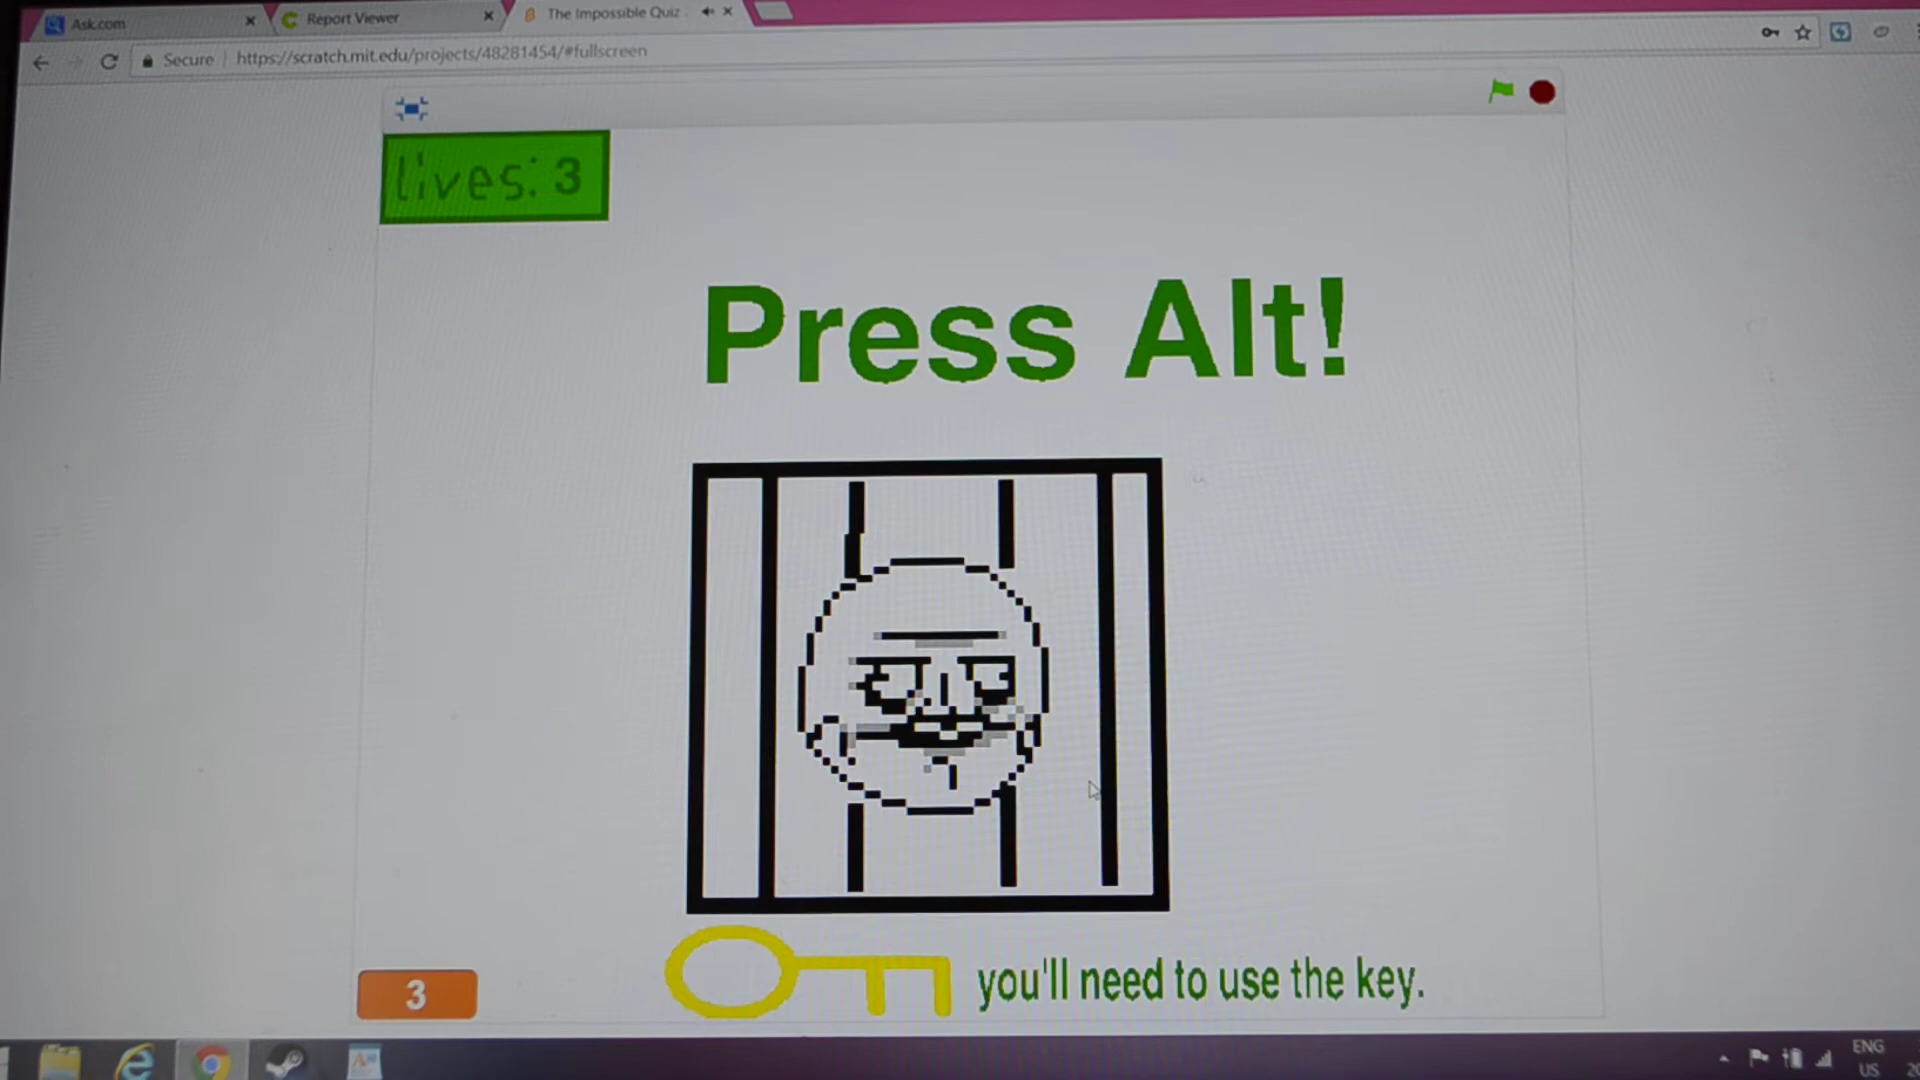 Ask.com
Report Viewer
The Impossible Quiz
Secure
https://scratch.mit.edu/projects/48281454/#fullscreen
lives: 3
Press Alt!
3
you'll need to use the key.
ENG
US